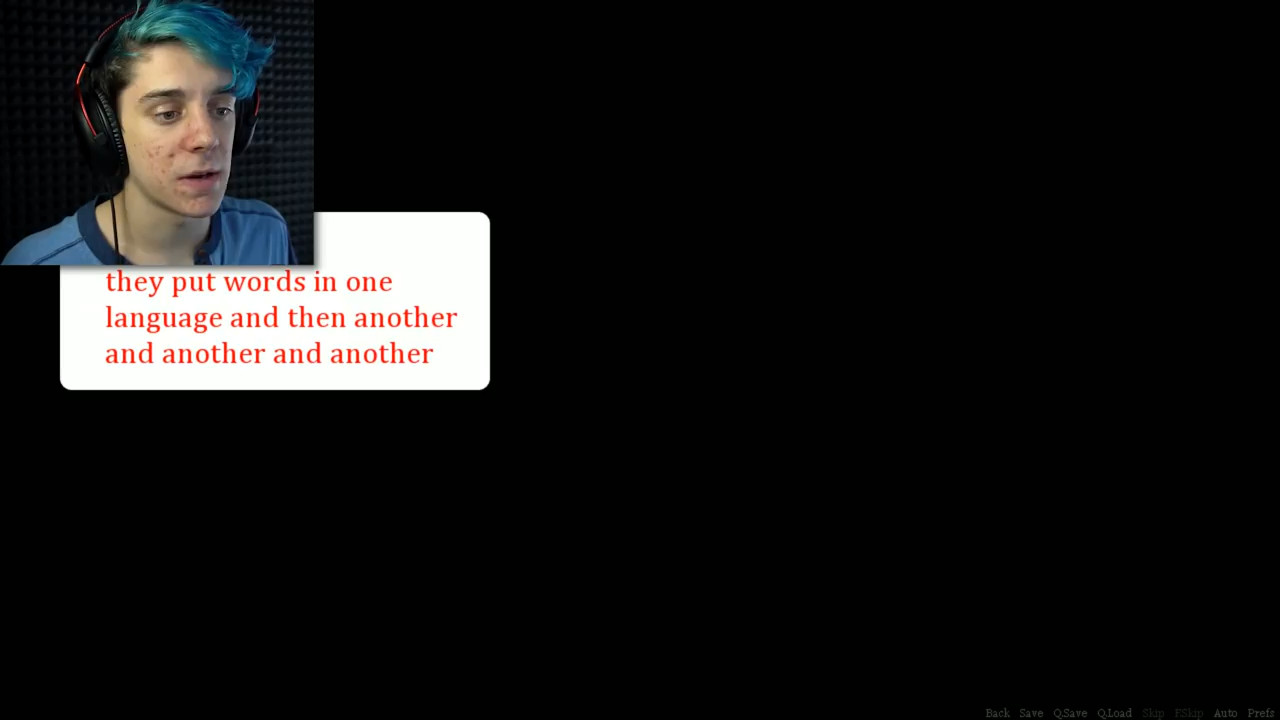 they put words in one
language and then another
and another and another
Back Save Q.Save Q.Load Skip F.Skip Auto Prefs